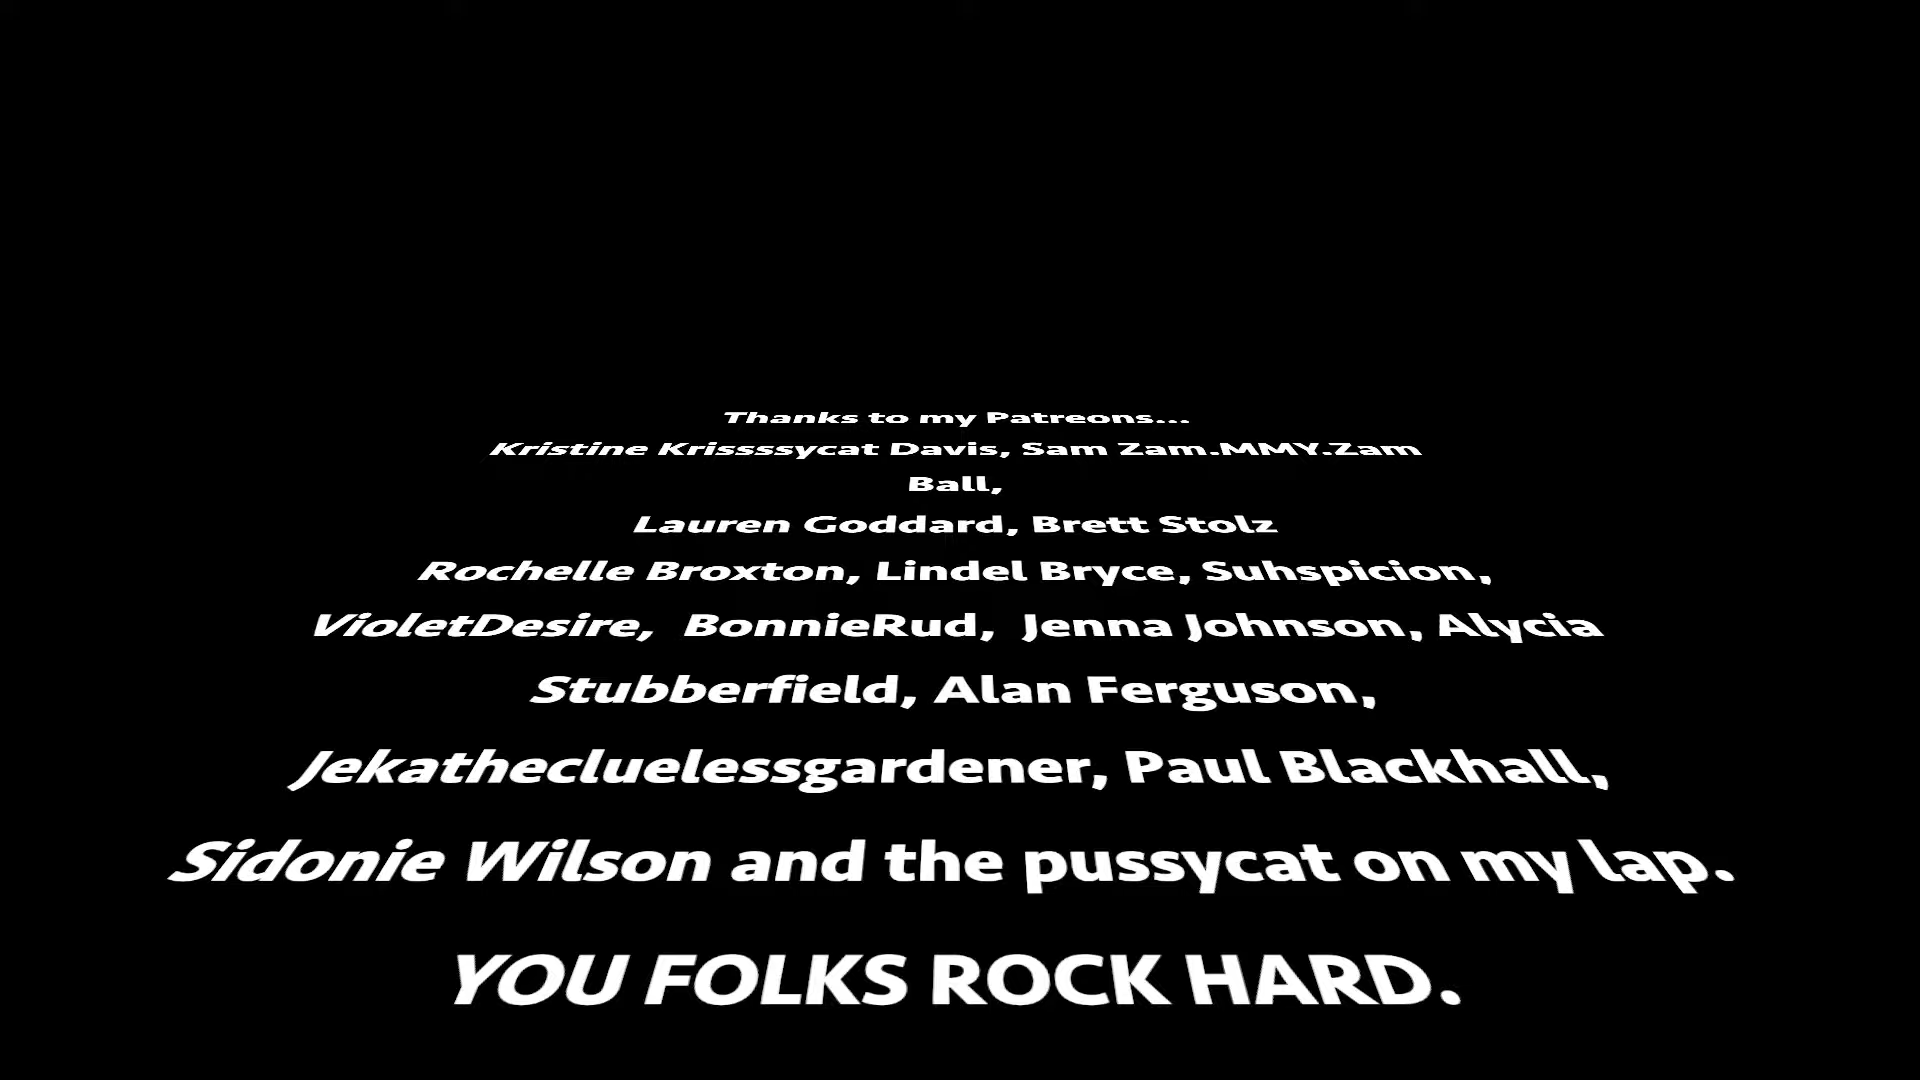 Thanks to my Patreons...
Kristine Krissssycat Davis, Sam Zam.MMY.Zam
Ball,
Lauren Goddard, Brett Stolz
Rochelle Broxton, Lindel Bryce, Suhspicion,
VioletDesire, BonnieRud, Jenna Johnson, Alycia
Stubberfield, Alan Ferguson,
Jekathecluelessgardener, Paul Blackhall,
Sidonie Wilson and the pussycat on my lap.
YOU FOLKS ROCK HARD.